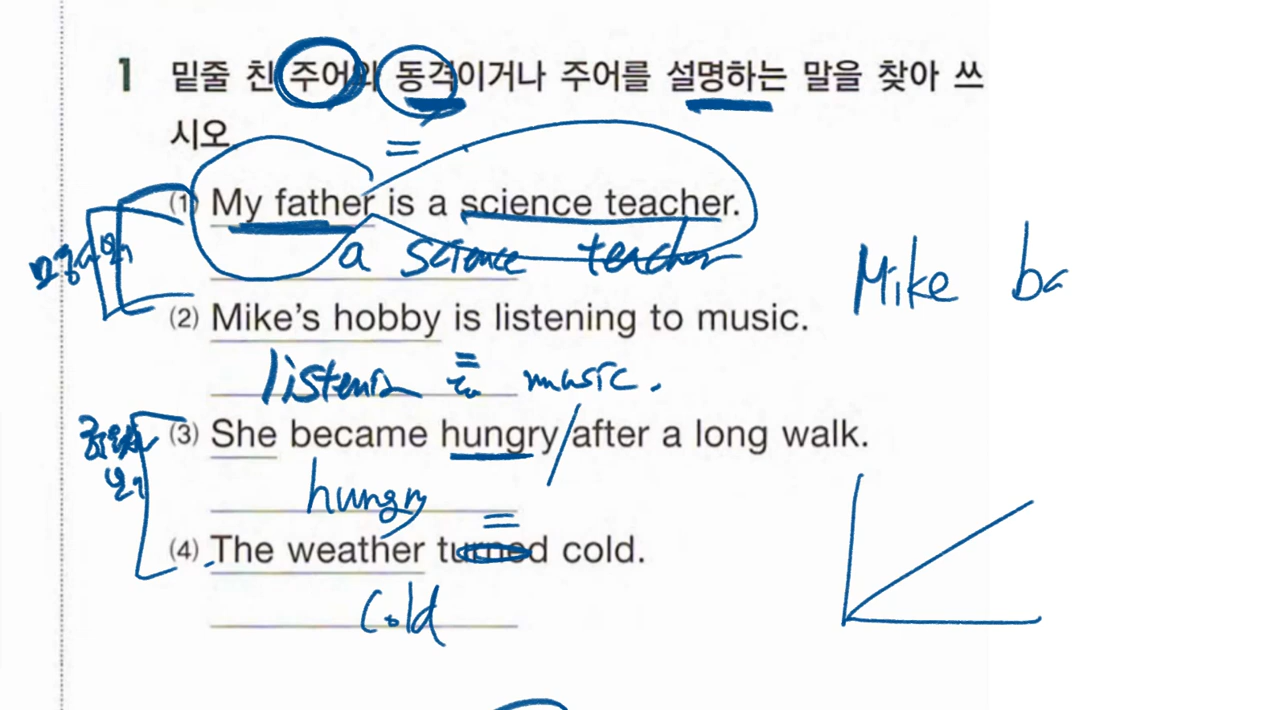 1 밑줄 친 주어와 동격이거나 주어를 설명하는 말을 찾아 쓰
시오.
=
(1) My father is a science teacher.
a science teacher
(2) Mike's hobby is listening to music.
Mike
=
music.
(3) She became hungry/after a long walk.
hungry
=
(4) The weather turned cold.
cold